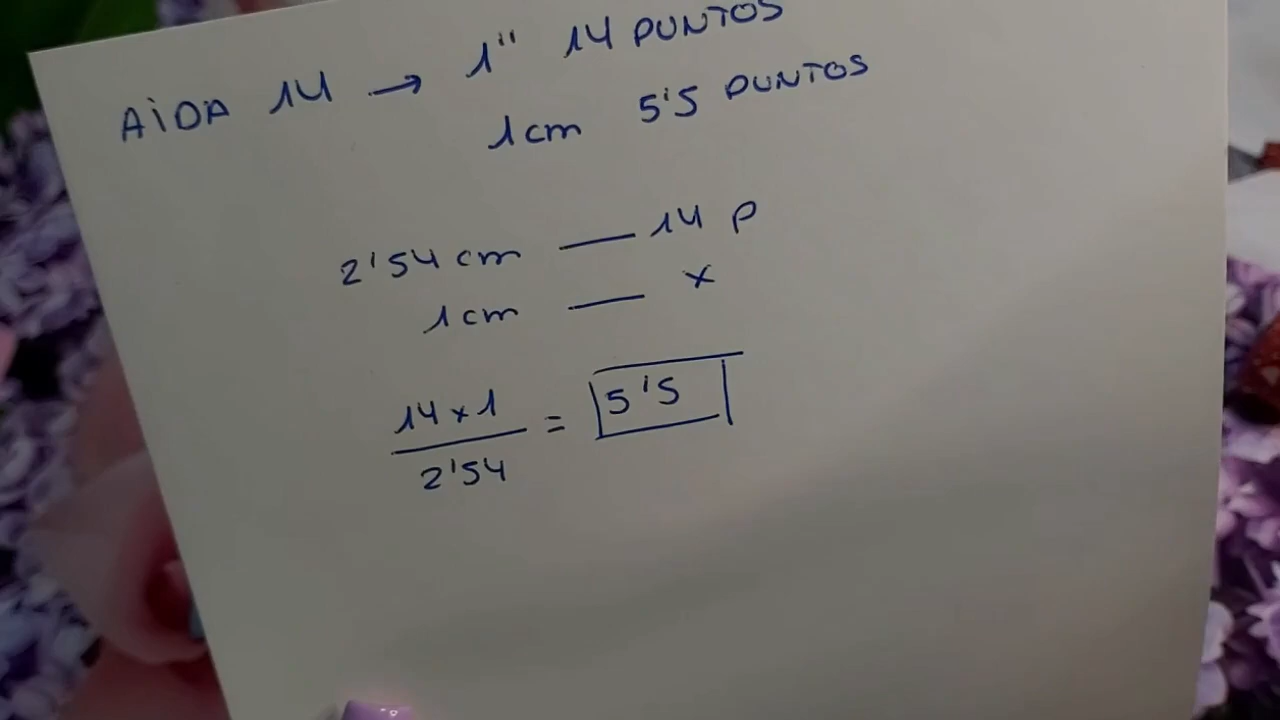 AiDA 14 → 1" 14 PUNTOS
1cm 5'5 PUNTOS
2'54 cm — 14 P
1cm — x
14 x 1
2'54
= 5'5